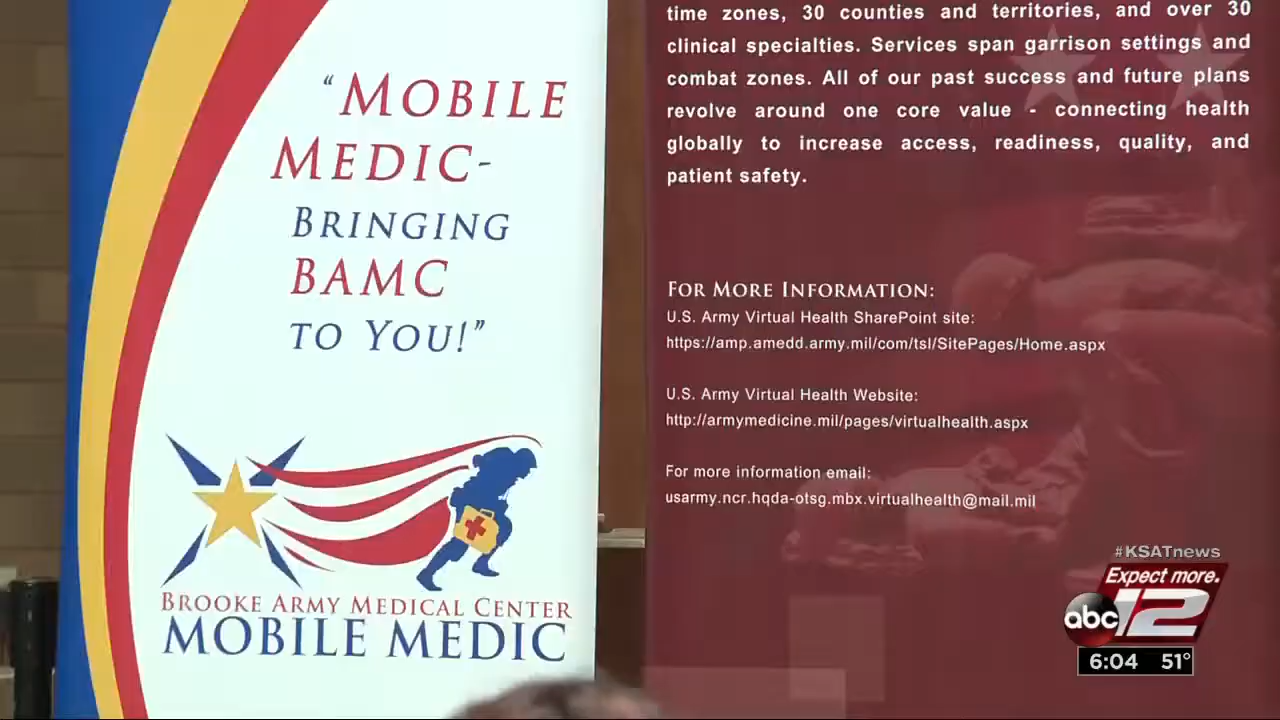 “MOBILE
MEDIC-
BRINGING
BAMC
TO YOU!”
BROOKE ARMY MEDICAL CENTER
MOBILE MEDIC
time zones, 30 counties and territories, and over 30
clinical specialties. Services span garrison settings and
combat zones. All of our past success and future plans
revolve around one core value - connecting health
globally to increase access, readiness, quality, and
patient safety.
FOR MORE INFORMATION:
U.S. Army Virtual Health SharePoint site:
https://amp.amedd.army.mil/com/tsl/SitePages/Home.aspx
U.S. Army Virtual Health Website:
http://armymedicine.mil/pages/virtualhealth.aspx
For more information email:
usarmy.ncr.hqda-otsg.mbx.virtualhealth@mail.mil
#KSATnews
Expect more.
abc 12
6:04 51°